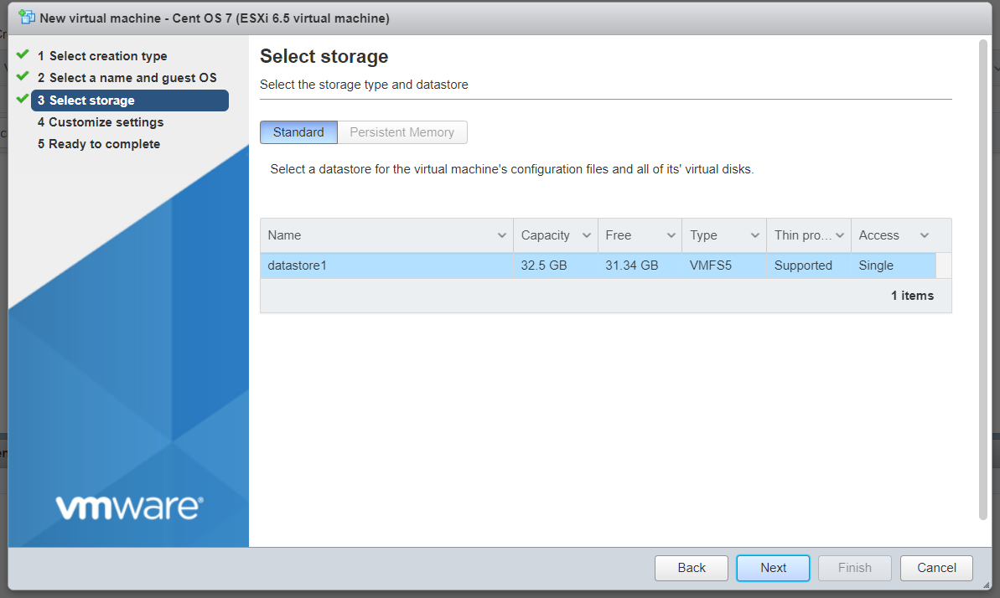 New virtual machine - Cent OS 7 (ESXi 6.5 virtual machine)
1 Select creation type
2 Select a name and guest OS
3 Select storage
4 Customize settings
5 Ready to complete
vmware®
Select storage
Select the storage type and datastore
Standard Persistent Memory
Select a datastore for the virtual machine's configuration files and all of its' virtual disks.
Name Capacity Free Type Thin pro... Access
datastore1 32.5 GB 31.34 GB VMFS5 Supported Single
1 items
Back Next Finish Cancel